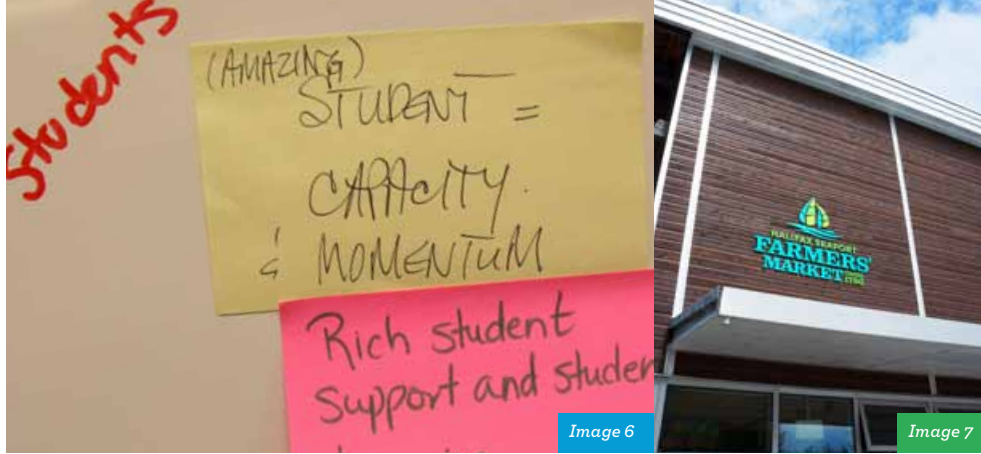 Students
(AMAZING)
STUDENT =
CAPACITY.
& MOMENTUM
Rich student
support and studen
Image 6
HALIFAX SEAPORT
FARMERS'
MARKET
Image 7